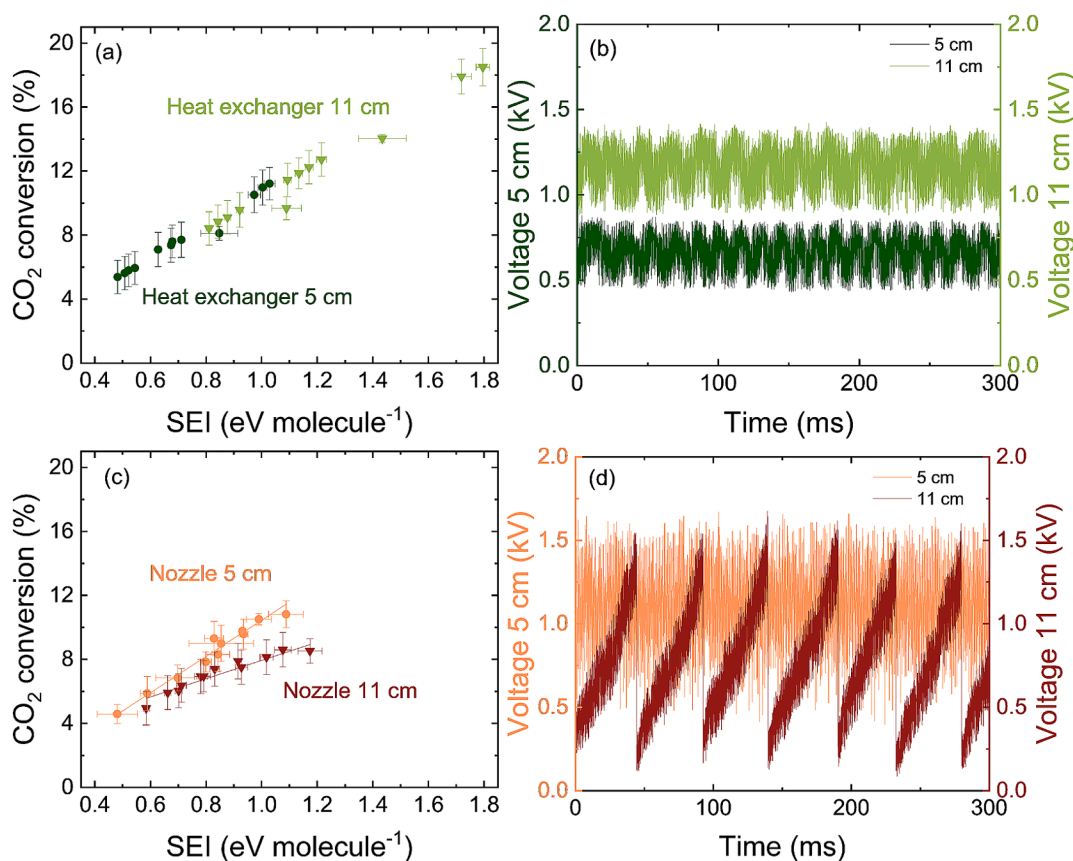 (a)
20
16
12
8
4
0
CO₂ conversion (%)
Heat exchanger 11 cm
Heat exchanger 5 cm
0.4 0.6 0.8 1.0 1.2 1.4 1.6 1.8
SEI (eV molecule⁻¹)
(b)
5 cm
11 cm
2.0 2.0
1.5 1.5
1.0 1.0
0.5 0.5
0.0 0.0
Voltage 5 cm (kV)
Voltage 11 cm (kV)
0 100 200 300
Time (ms)
(c)
20
16
12
8
4
0
CO₂ conversion (%)
Nozzle 5 cm
Nozzle 11 cm
0.4 0.6 0.8 1.0 1.2 1.4 1.6 1.8
SEI (eV molecule⁻¹)
(d)
5 cm
11 cm
2.0 2.0
1.5 1.5
1.0 1.0
0.5 0.5
0.0 0.0
Voltage 5 cm (kV)
Voltage 11 cm (kV)
0 100 200 300
Time (ms)